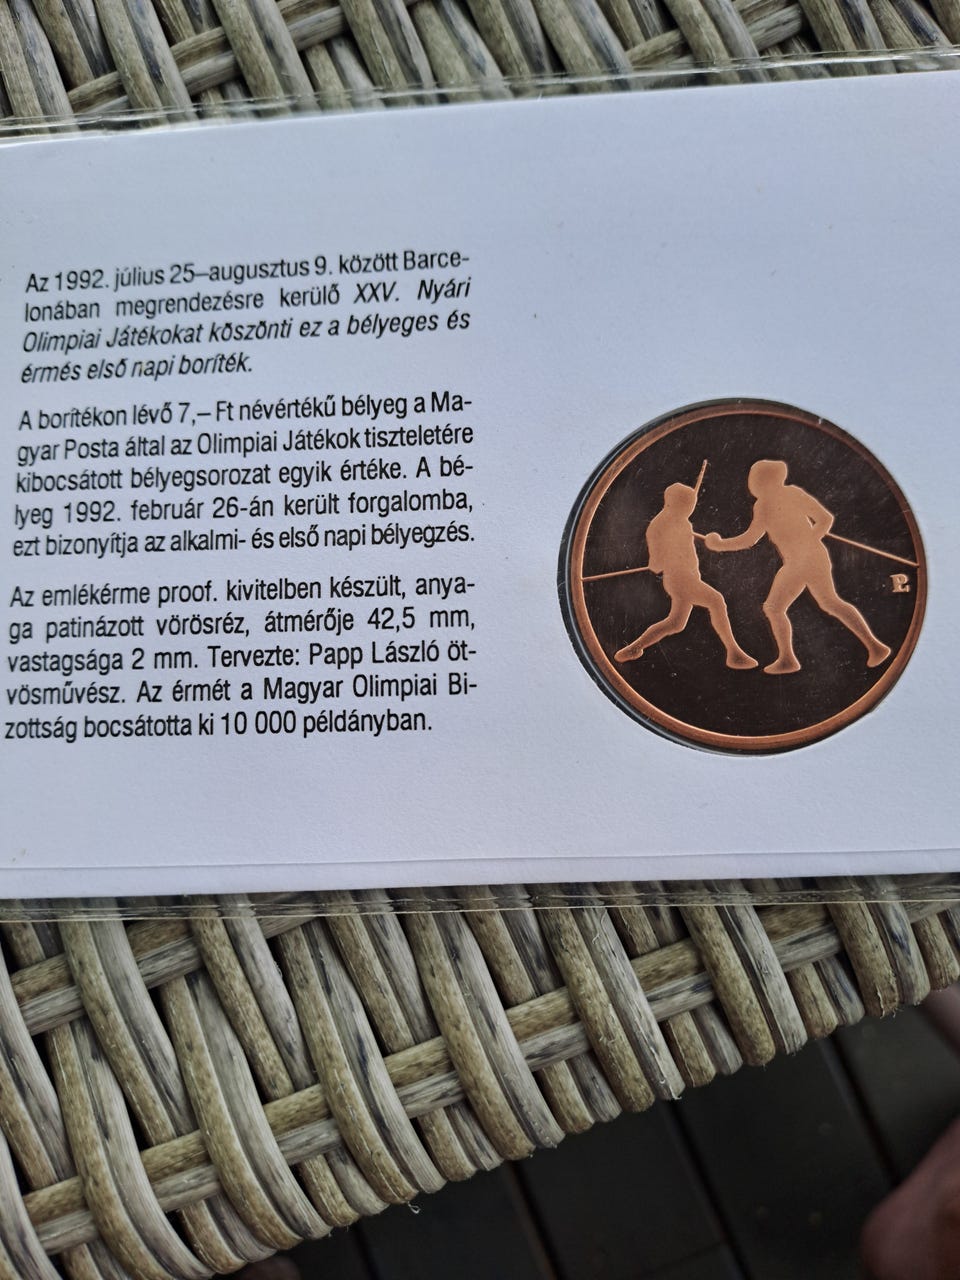 Az 1992. július 25–augusztus 9. között Barce-
lonában megrendezésre kerülő XXV. Nyári
Olimpiai Játékokat köszönti ez a bélyeges és
érmés első napi boríték.
A borítékon lévő 7,– Ft névértékű bélyeg a Ma-
gyar Posta által az Olimpiai Játékok tiszteletére
kibocsátott bélyegsorozat egyik értéke. A bé-
lyeg 1992. február 26-án került forgalomba,
ezt bizonyítja az alkalmi- és első napi bélyegzés.
Az emlékérme proof. kivitelben készült, anya-
ga patinázott vörösréz, átmérője 42,5 mm,
vastagsága 2 mm. Tervezte: Papp László öt-
vösművész. Az érmét a Magyar Olimpiai Bi-
zottság bocsátotta ki 10 000 példányban.
PL